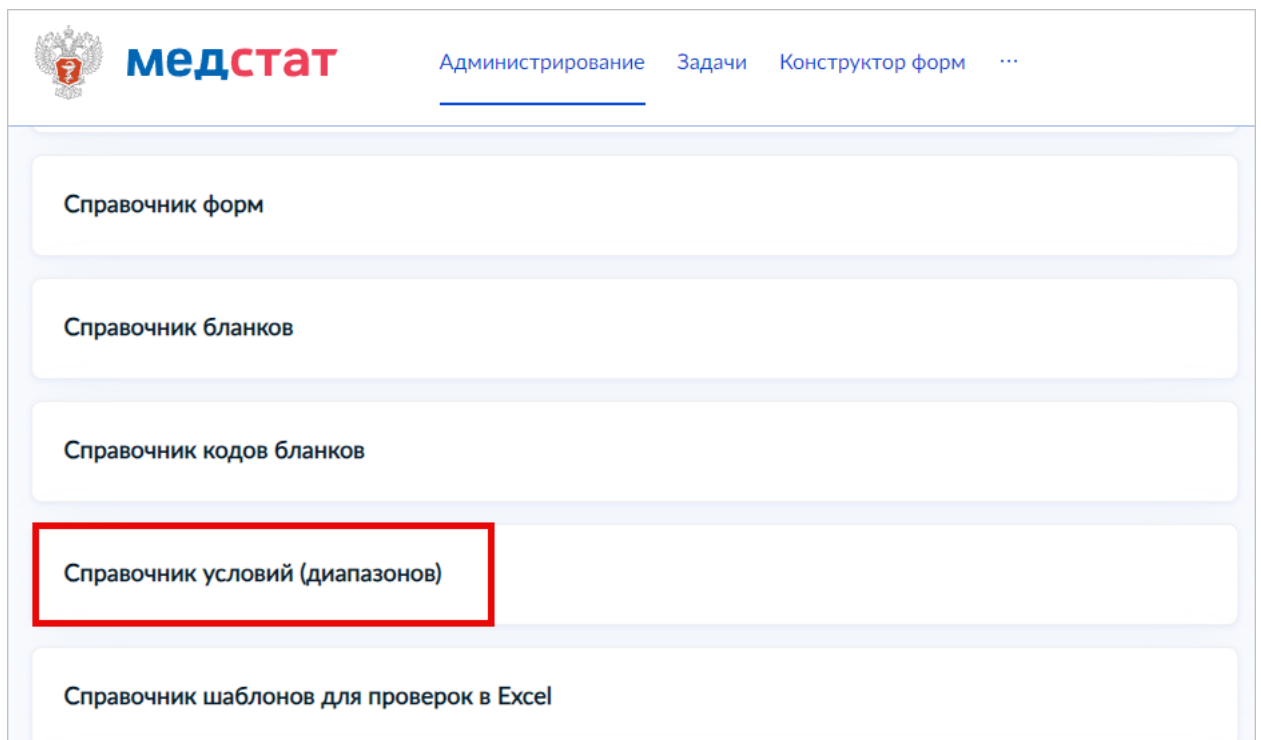 медстат
Администрирование Задачи Конструктор форм ...
Справочник форм
Справочник бланков
Справочник кодов бланков
Справочник условий (диапазонов)
Справочник шаблонов для проверок в Excel